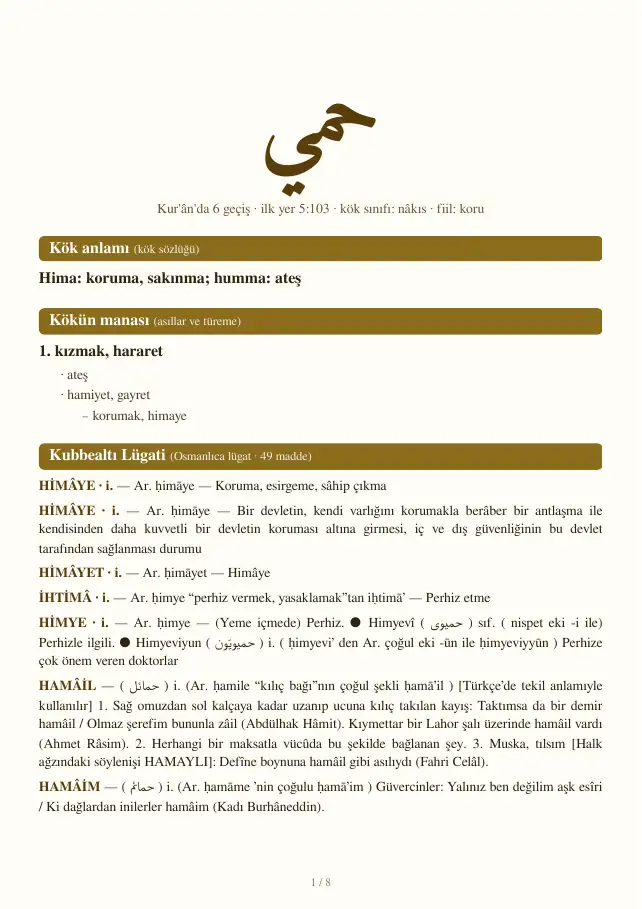 حمي
Kur'ân'da 6 geçiş · ilk yer 5:103 · kök sınıfı: nâkıs · fiil: koru
Kök anlamı (kök sözlüğü)
Hima: koruma, sakınma; humma: ateş
Kökün manası (asıllar ve türeme)
1. kızmak, hararet
· ateş
· hamiyet, gayret
– korumak, himaye
Kubbealtı Lügati (Osmanlıca lügat · 49 madde)
HİMÂYE · i. — Ar. ḥimāye — Koruma, esirgeme, sâhip çıkma
HİMÂYE · i. — Ar. ḥimāye — Bir devletin, kendi varlığını korumakla berâber bir antlaşma ile
kendisinden daha kuvvetli bir devletin koruması altına girmesi, iç ve dış güvenliğinin bu devlet
tarafından sağlanması durumu
HİMÂYET · i. — Ar. ḥimāyet — Himâye
İHTİMÂ · i. — Ar. ḥimye “perhiz vermek, yasaklamak”tan iḥtimā’ — Perhiz etme
HİMYE · i. — Ar. ḥimye — (Yeme içmede) Perhiz. ● Himyevî ( حميوى ) sıf. ( nispet eki -i ile)
Perhizle ilgili. ● Himyeviyun ( حميويّون ) i. ( ḥimyevi’ den Ar. çoğul eki -ūn ile ḥimyeviyyūn ) Perhize
çok önem veren doktorlar
HAMÂİL — ( حمائل ) i. (Ar. ḥamile “kılıç bağı”nın çoğul şekli ḥamā’il ) [Türkçe’de tekil anlamıyle
kullanılır] 1. Sağ omuzdan sol kalçaya kadar uzanıp ucuna kılıç takılan kayış: Taktımsa da bir demir
hamâil / Olmaz şerefim bununla zâil (Abdülhak Hâmit). Kıymettar bir Lahor şalı üzerinde hamâil vardı
(Ahmet Râsim). 2. Herhangi bir maksatla vücûda bu şekilde bağlanan şey. 3. Muska, tılsım [Halk
ağzındaki söylenişi HAMAYLI]: Defîne boynuna hamâil gibi asılıydı (Fahri Celâl).
HAMÂİM — ( حمائم ) i. (Ar. ḥamāme ’nin çoğulu ḥamā’im ) Güvercinler: Yalınız ben değilim aşk esîri
/ Ki dağlardan inilerler hamâim (Kadı Burhâneddin).
1 / 8